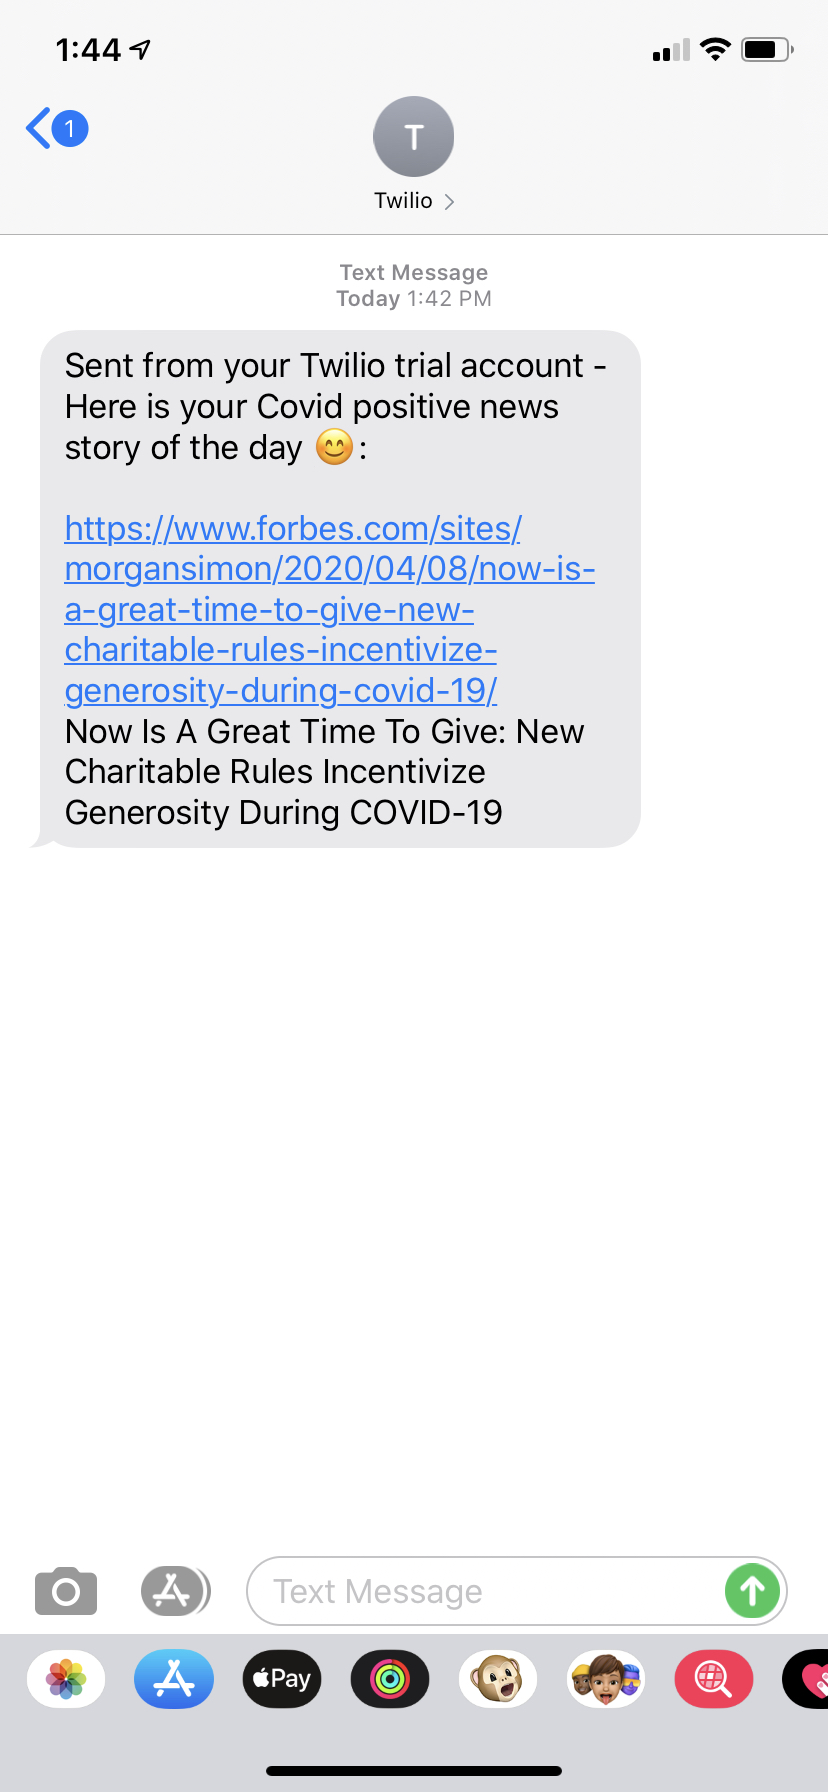 1:44
1
T
Twilio
Text Message
Today 1:42 PM
Sent from your Twilio trial account -
Here is your Covid positive news
story of the day 😊:
https://www.forbes.com/sites/
morgansimon/2020/04/08/now-is-
a-great-time-to-give-new-
charitable-rules-incentivize-
generosity-during-covid-19/
Now Is A Great Time To Give: New
Charitable Rules Incentivize
Generosity During COVID-19
Text Message
Pay